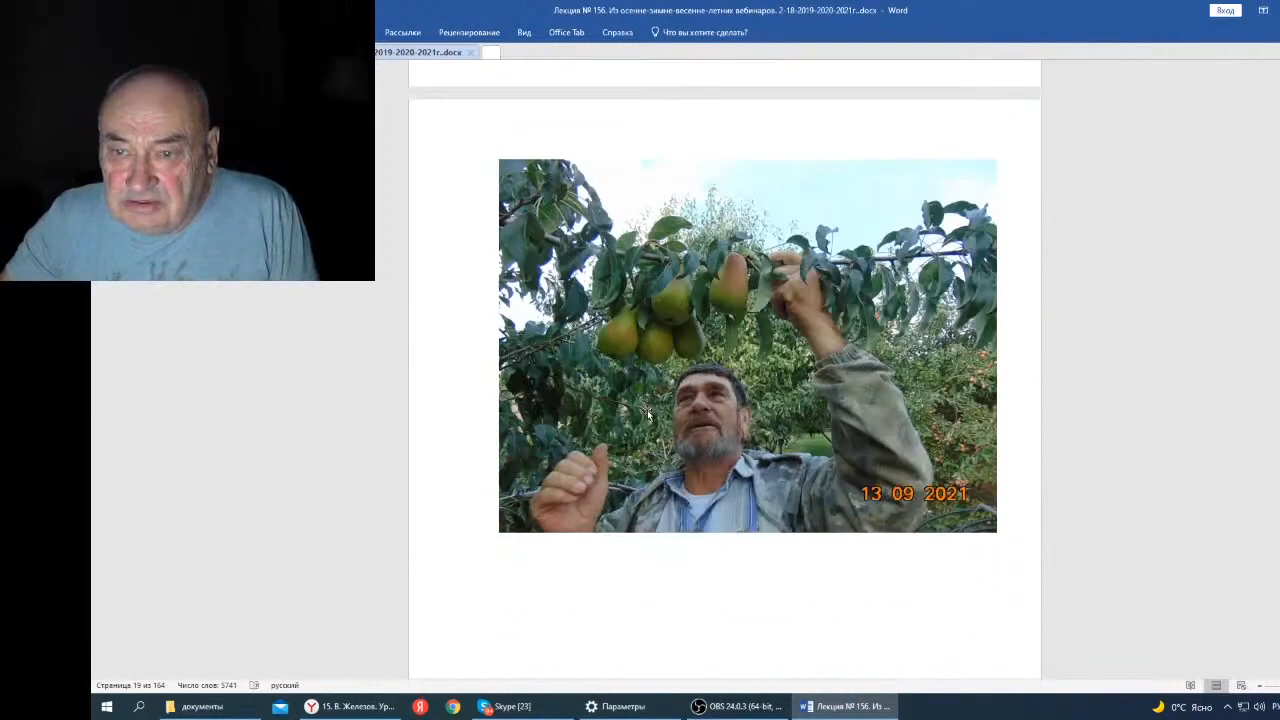 Лекция № 156. Из осенне-зимне-весенне-летних вебинаров. 2-18-2019-2020-2021г..docx - Word
Вход
Рассылки Рецензирование Вид Office Tab Справка Что вы хотите сделать?
2019-2020-2021г..docx
13 09 2021
Страница 19 из 164 Число слов: 5741 русский
документы 15. В. Железов. Ур... Skype [23] Параметры OBS 24.0.3 (64-bit, ... Лекция № 156. Из ... 0°C Ясно